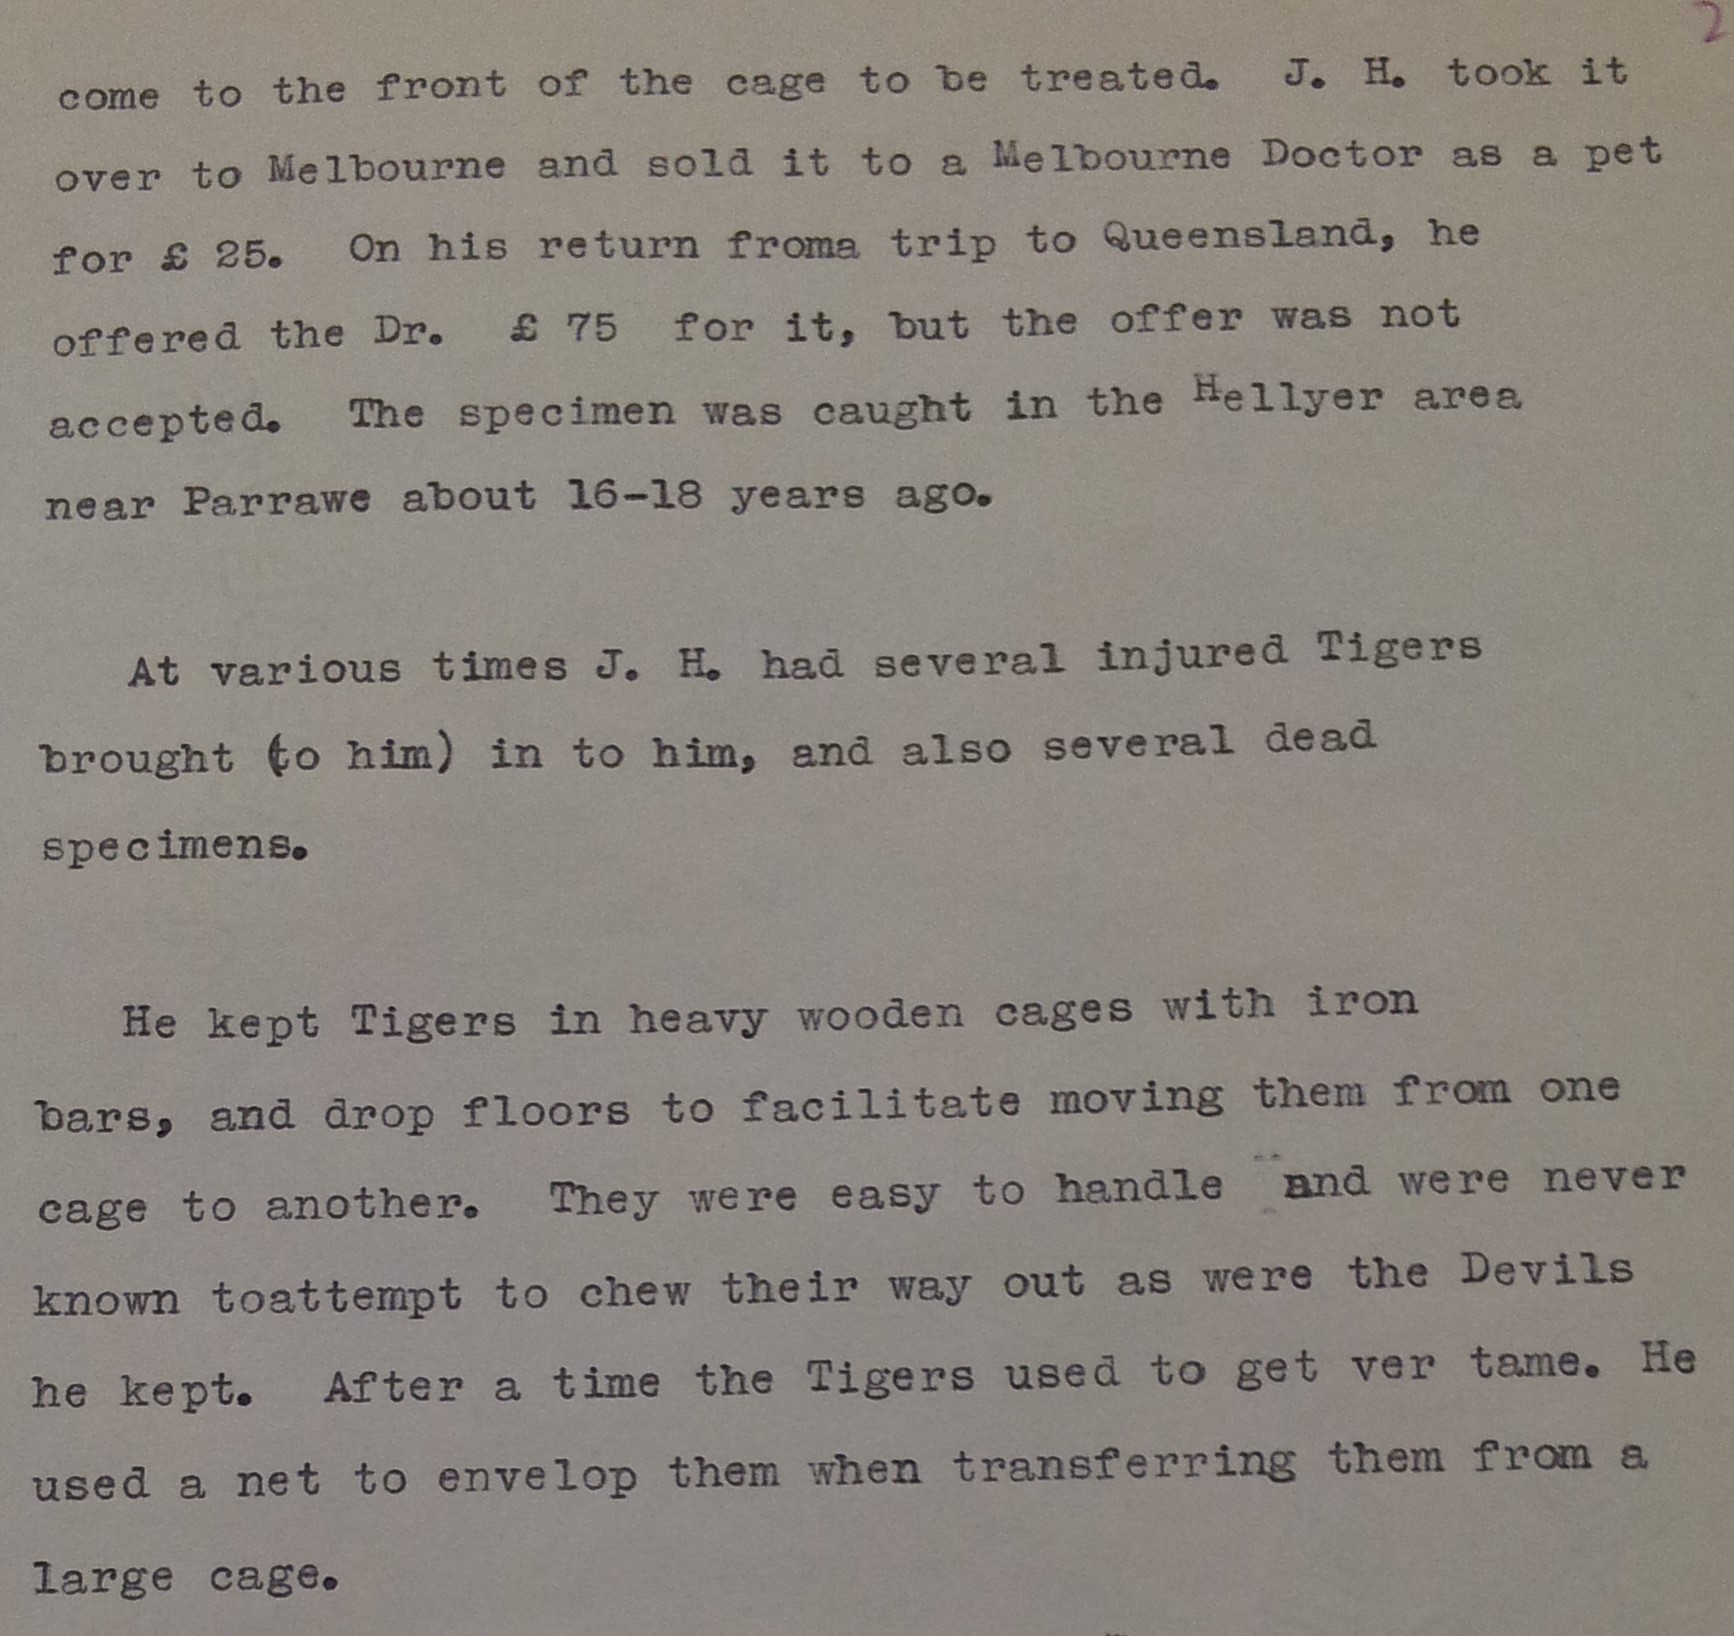 2
come to the front of the cage to be treated. J. H. took it
over to Melbourne and sold it to a Melbourne Doctor as a pet
for £ 25. On his return froma trip to Queensland, he
offered the Dr. £ 75 for it, but the offer was not
accepted. The specimen was caught in the Hellyer area
near Parrawe about 16-18 years ago.
At various times J. H. had several injured Tigers
brought (to him) in to him, and also several dead
specimens.
He kept Tigers in heavy wooden cages with iron
bars, and drop floors to facilitate moving them from one
cage to another. They were easy to handle and were never
known toattempt to chew their way out as were the Devils
he kept. After a time the Tigers used to get ver tame. He
used a net to envelop them when transferring them from a
large cage.